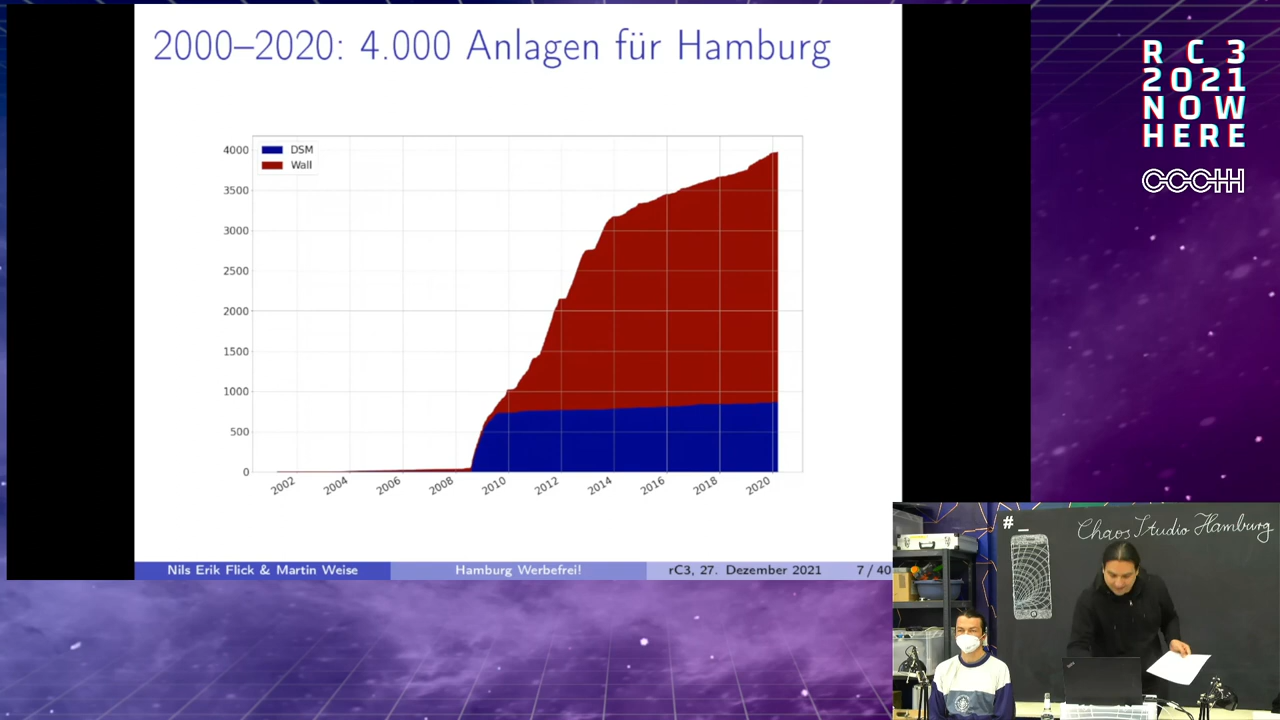 2000–2020: 4.000 Anlagen für Hamburg
DSM
Wall
4000
3500
3000
2500
2000
1500
1000
500
0
2002
2004
2006
2008
2010
2012
2014
2016
2018
2020
Nils Erik Flick & Martin Weise
Hamburg Werbefrei!
rC3, 27. Dezember 2021
7 / 40
RC3
2021
NOW
HERE
CCCHH
#_
Chaos Studio Hamburg